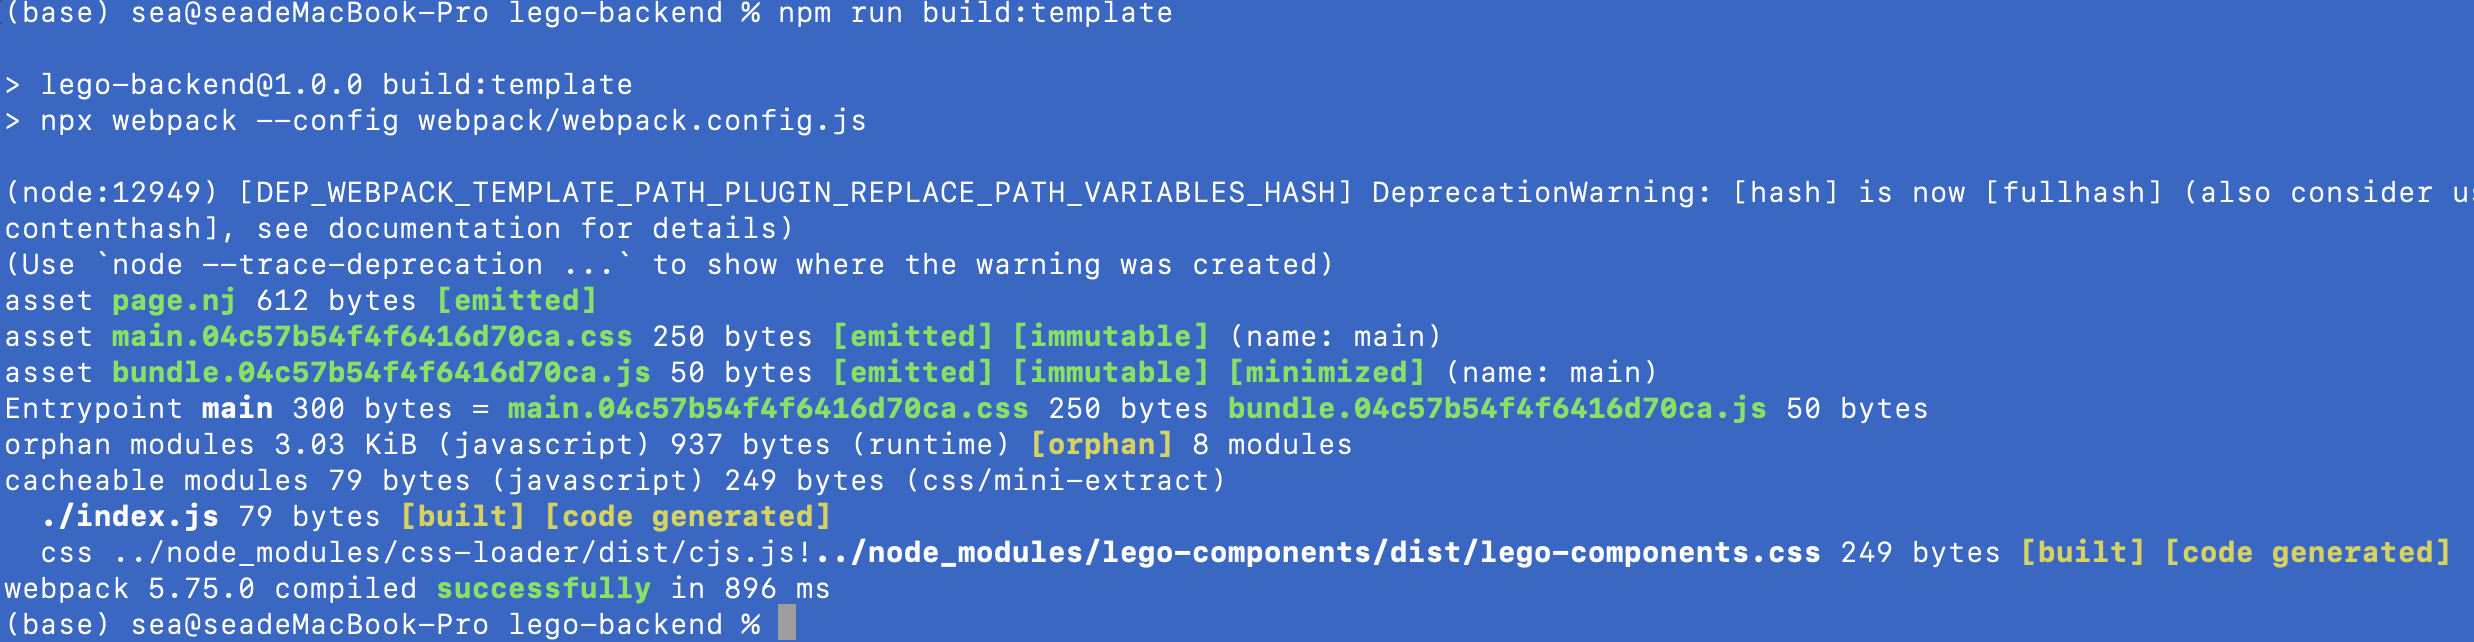 (base) sea@seadeMacBook-Pro lego-backend % npm run build:template
> lego-backend@1.0.0 build:template
> npx webpack --config webpack/webpack.config.js
(node:12949) [DEP_WEBPACK_TEMPLATE_PATH_PLUGIN_REPLACE_PATH_VARIABLES_HASH] DeprecationWarning: [hash] is now [fullhash] (also consider
contenthash], see documentation for details)
(Use `node --trace-deprecation ...` to show where the warning was created)
asset page.nj 612 bytes [emitted]
asset main.04c57b54f4f6416d70ca.css 250 bytes [emitted] [immutable] (name: main)
asset bundle.04c57b54f4f6416d70ca.js 50 bytes [emitted] [immutable] [minimized] (name: main)
Entrypoint main 300 bytes = main.04c57b54f4f6416d70ca.css 250 bytes bundle.04c57b54f4f6416d70ca.js 50 bytes
orphan modules 3.03 KiB (javascript) 937 bytes (runtime) [orphan] 8 modules
cacheable modules 79 bytes (javascript) 249 bytes (css/mini-extract)
./index.js 79 bytes [built] [code generated]
css ../node_modules/css-loader/dist/cjs.js!../node_modules/lego-components/dist/lego-components.css 249 bytes [built] [code generated]
webpack 5.75.0 compiled successfully in 896 ms
(base) sea@seadeMacBook-Pro lego-backend %